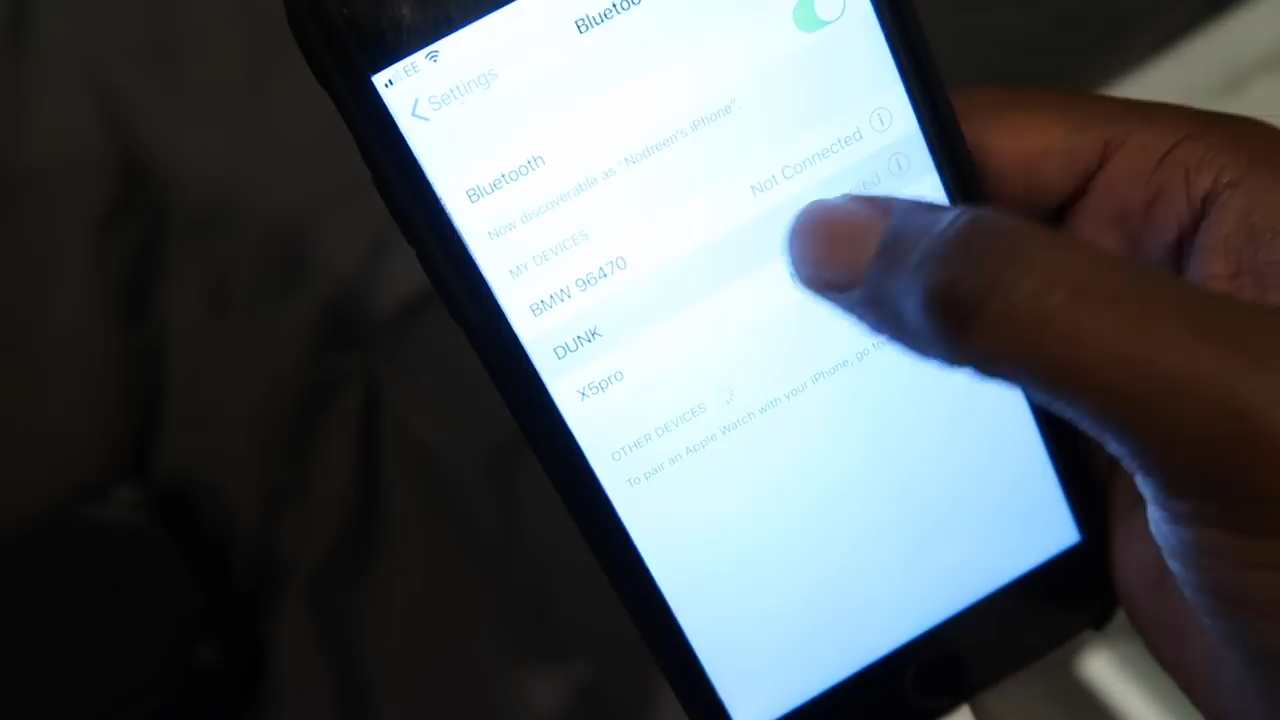 EE
Settings
Bluetoo
Bluetooth
Now discoverable as "Nodreen's iPhone".
MY DEVICES
BMW 96470 Not Connected
DUNK
X5pro
OTHER DEVICES
To pair an Apple Watch with your iPhone, go